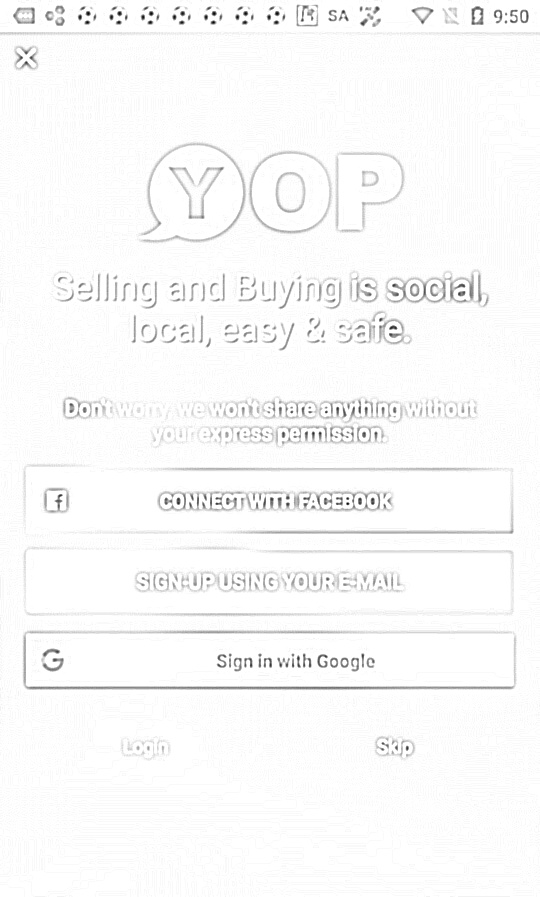 SA 9:50
YOP
Selling and Buying is social,
local, easy & safe.
Don't worry, we won't share anything without
your express permission.
CONNECT WITH FACEBOOK
SIGN-UP USING YOUR E-MAIL
Sign in with Google
Login Skip